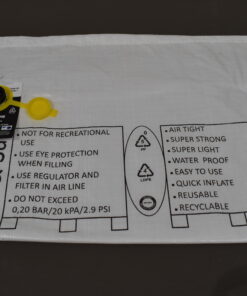 • NOT FOR RECREATIONAL
USE
• USE EYE PROTECTION
WHEN FILLING
• USE REGULATOR AND
FILTER IN AIR LINE
• DO NOT EXCEED
0,20 BAR/20 kPA/2.9 PSI
PP
LDPE
• AIR TIGHT
• SUPER STRONG
• SUPER LIGHT
• WATER PROOF
• EASY TO USE
• QUICK INFLATE
• REUSABLE
• RECYCLABLE